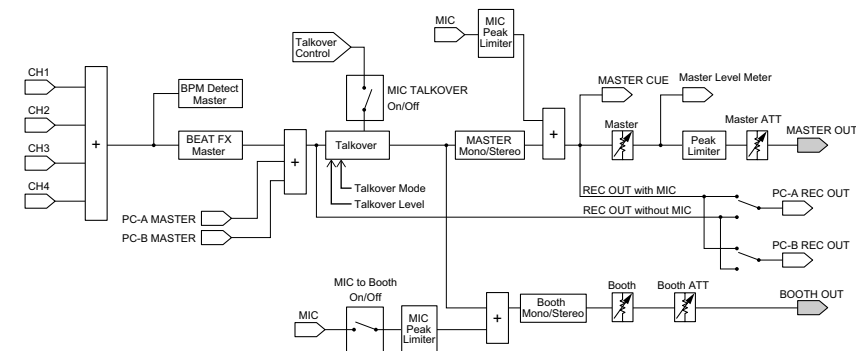 MIC
MIC
Peak
Limiter
Talkover
Control
CH1
CH2
CH3
CH4
+
BPM Detect
Master
BEAT FX
Master
+
MIC TALKOVER
On/Off
Talkover
Talkover Mode
Talkover Level
PC-A MASTER
PC-B MASTER
MASTER
Mono/Stereo
+
MASTER CUE
Master Level Meter
Master
Peak
Limiter
Master ATT
MASTER OUT
REC OUT with MIC
REC OUT without MIC
PC-A REC OUT
PC-B REC OUT
MIC to Booth
On/Off
MIC
MIC
Peak
Limiter
+
Booth
Mono/Stereo
Booth
Booth ATT
BOOTH OUT